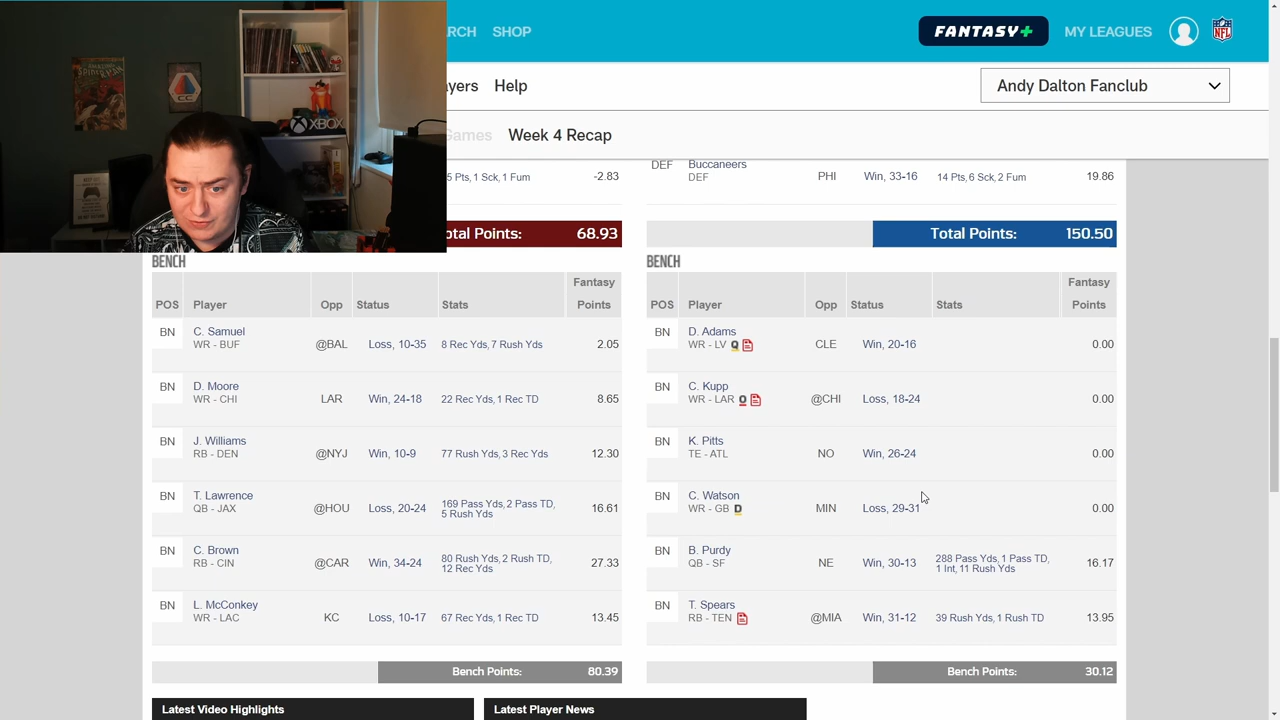 XBOX
RCH SHOP FANTASY+ MY LEAGUES NFL
ayers Help Andy Dalton Fanclub
Games Week 4 Recap
5 Pts, 1 Sck, 1 Fum -2.83
DEF Buccaneers DEF PHI Win, 33-16 14 Pts, 6 Sck, 2 Fum 19.86
otal Points: 68.93
Total Points: 150.50
BENCH
POS Player Opp Status Stats Fantasy Points
BN C. Samuel WR - BUF @BAL Loss, 10-35 8 Rec Yds, 7 Rush Yds 2.05
BN D. Moore WR - CHI LAR Win, 24-18 22 Rec Yds, 1 Rec TD 8.65
BN J. Williams RB - DEN @NYJ Win, 10-9 77 Rush Yds, 3 Rec Yds 12.30
BN T. Lawrence QB - JAX @HOU Loss, 20-24 169 Pass Yds, 2 Pass TD, 5 Rush Yds 16.61
BN C. Brown RB - CIN @CAR Win, 34-24 80 Rush Yds, 2 Rush TD, 12 Rec Yds 27.33
BN L. McConkey WR - LAC KC Loss, 10-17 67 Rec Yds, 1 Rec TD 13.45
Bench Points: 80.39
BENCH
POS Player Opp Status Stats Fantasy Points
BN D. Adams WR - LV Q CLE Win, 20-16 0.00
BN C. Kupp WR - LAR O @CHI Loss, 18-24 0.00
BN K. Pitts TE - ATL NO Win, 26-24 0.00
BN C. Watson WR - GB D MIN Loss, 29-31 0.00
BN B. Purdy QB - SF NE Win, 30-13 288 Pass Yds, 1 Pass TD, 1 Int, 11 Rush Yds 16.17
BN T. Spears RB - TEN @MIA Win, 31-12 39 Rush Yds, 1 Rush TD 13.95
Bench Points: 30.12
Latest Video Highlights
Latest Player News